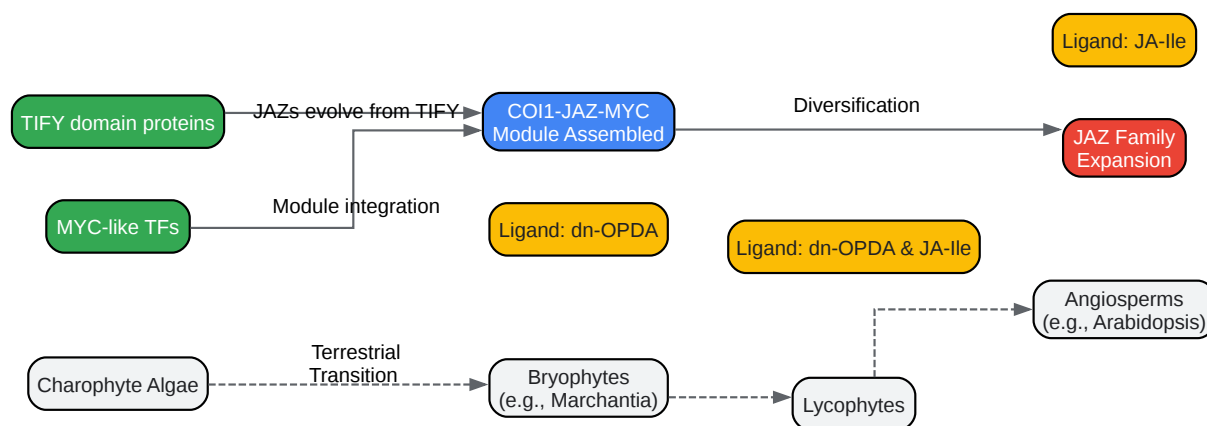 Ligand: JA-Ile
TIFY domain proteins
JAZs evolve from TIFY
COI1-JAZ-MYC
Module Assembled
Diversification
JAZ Family
Expansion
MYC-like TFs
Module integration
Ligand: dn-OPDA
Ligand: dn-OPDA & JA-Ile
Angiosperms
(e.g., Arabidopsis)
Charophyte Algae
Terrestrial
Transition
Bryophytes
(e.g., Marchantia)
Lycophytes